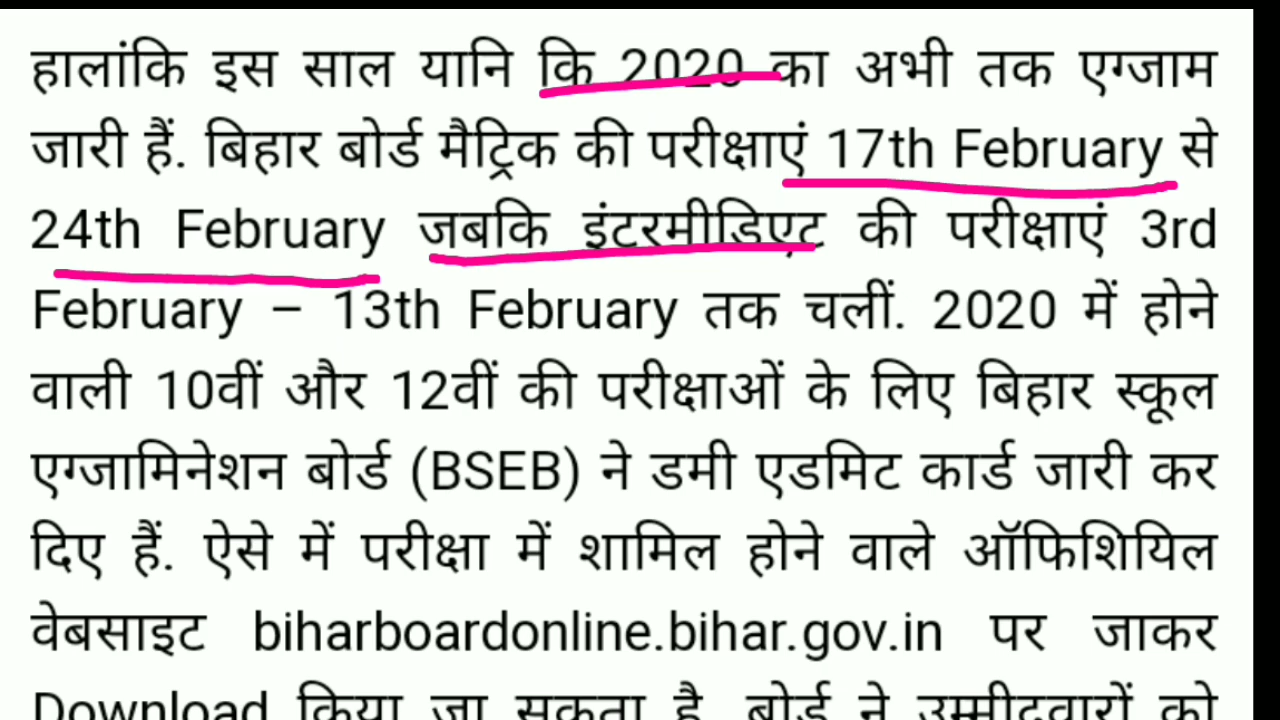 हालांकि इस साल यानि कि 2020 का अभी तक एग्जाम
जारी हैं. बिहार बोर्ड मैट्रिक की परीक्षाएं 17th February से
24th February जबकि इंटरमीडिएट की परीक्षाएं 3rd
February – 13th February तक चलीं. 2020 में होने
वाली 10वीं और 12वीं की परीक्षाओं के लिए बिहार स्कूल
एग्जामिनेशन बोर्ड (BSEB) ने डमी एडमिट कार्ड जारी कर
दिए हैं. ऐसे में परीक्षा में शामिल होने वाले ऑफिशियिल
वेबसाइट biharboardonline.bihar.gov.in पर जाकर
Download किया जा सकता है. बोर्ड ने उम्मीदवारों को